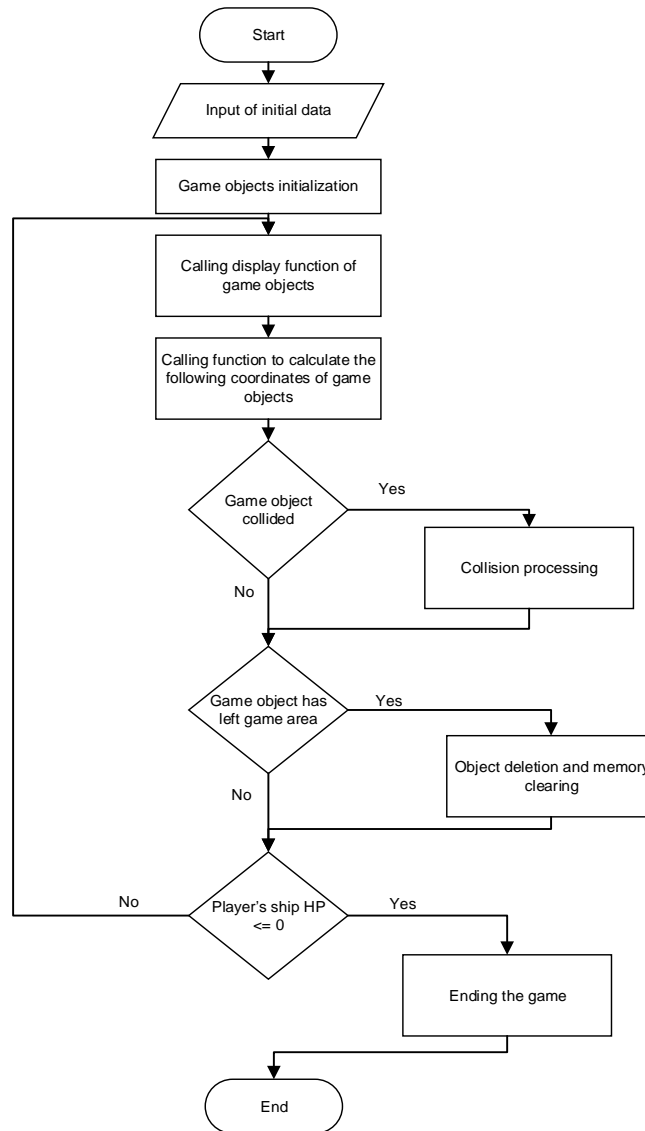 Start
Input of initial data
Game objects initialization
Calling display function of
game objects
Calling function to calculate the
following coordinates of game
objects
Game object
collided
Yes
Collision processing
No
Game object has
left game area
Yes
Object deletion and memory
clearing
No
Player's ship HP
<= 0
No
Yes
Ending the game
End